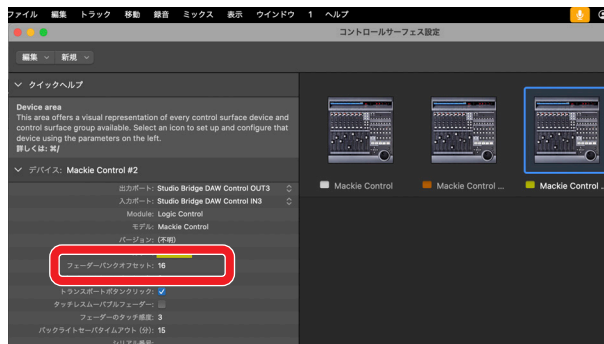 ファイル 編集 トラック 移動 録音 ミックス 表示 ウインドウ 1 ヘルプ
コントロールサーフェス設定
編集 新規
クイックヘルプ
Device area
This area offers a visual representation of every control surface device and
control surface group available. Select an icon to set up and configure that
device using the parameters on the left.
詳しくは: ⌘/
デバイス: Mackie Control #2
出力ポート: Studio Bridge DAW Control OUT3
入力ポート: Studio Bridge DAW Control IN3
Module: Logic Control
モデル: Mackie Control
バージョン: (不明)
フェーダーバンクオフセット: 16
トランスポートボタンクリック:
タッチレスムーバブルフェーダー:
フェーダーのタッチ感度: 3
バックライトセーバタイムアウト (分): 15
シリアル番号:
Mackie Control
Mackie Control ...
Mackie Control ..